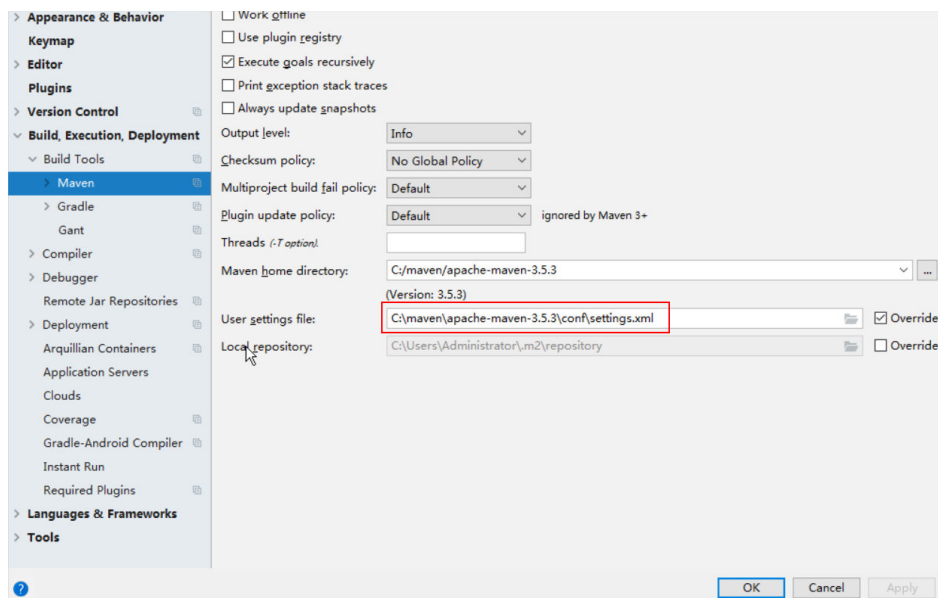 Appearance & Behavior
Keymap
Editor
Plugins
Version Control
Build, Execution, Deployment
Build Tools
Maven
Gradle
Gant
Compiler
Debugger
Remote Jar Repositories
Deployment
Arquillian Containers
Application Servers
Clouds
Coverage
Gradle-Android Compiler
Instant Run
Required Plugins
Languages & Frameworks
Tools
Work offline
Use plugin registry
Execute goals recursively
Print exception stack traces
Always update snapshots
Output level: Info
Checksum policy: No Global Policy
Multiproject build fail policy: Default
Plugin update policy: Default ignored by Maven 3+
Threads (-T option).
Maven home directory: C:/maven/apache-maven-3.5.3 ...
(Version: 3.5.3)
User settings file: C:\maven\apache-maven-3.5.3\conf\settings.xml Override
Local repository: C:\Users\Administrator\.m2\repository Override
? OK Cancel Apply